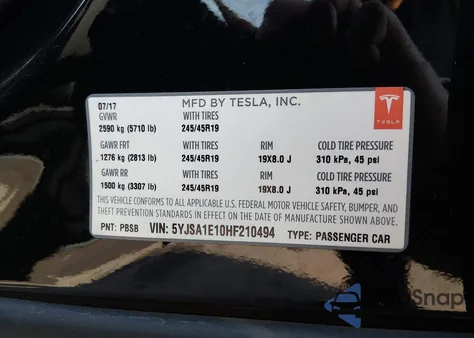 07/17 MFD BY TESLA, INC.
GVWR WITH TIRES
2590 kg (5710 lb) 245/45R19
TESLA
GAWR FRT WITH TIRES RIM COLD TIRE PRESSURE
1276 kg (2813 lb) 245/45R19 19X8.0 J 310 kPa, 45 psi
GAWR RR WITH TIRES RIM COLD TIRE PRESSURE
1500 kg (3307 lb) 245/45R19 19X8.0 J 310 kPa, 45 psi
THIS VEHICLE CONFORMS TO ALL APPLICABLE U.S. FEDERAL MOTOR VEHICLE SAFETY, BUMPER, AND
THEFT PREVENTION STANDARDS IN EFFECT ON THE DATE OF MANUFACTURE SHOWN ABOVE.
PNT: PBSB VIN: 5YJSA1E10HF210494 TYPE: PASSENGER CAR